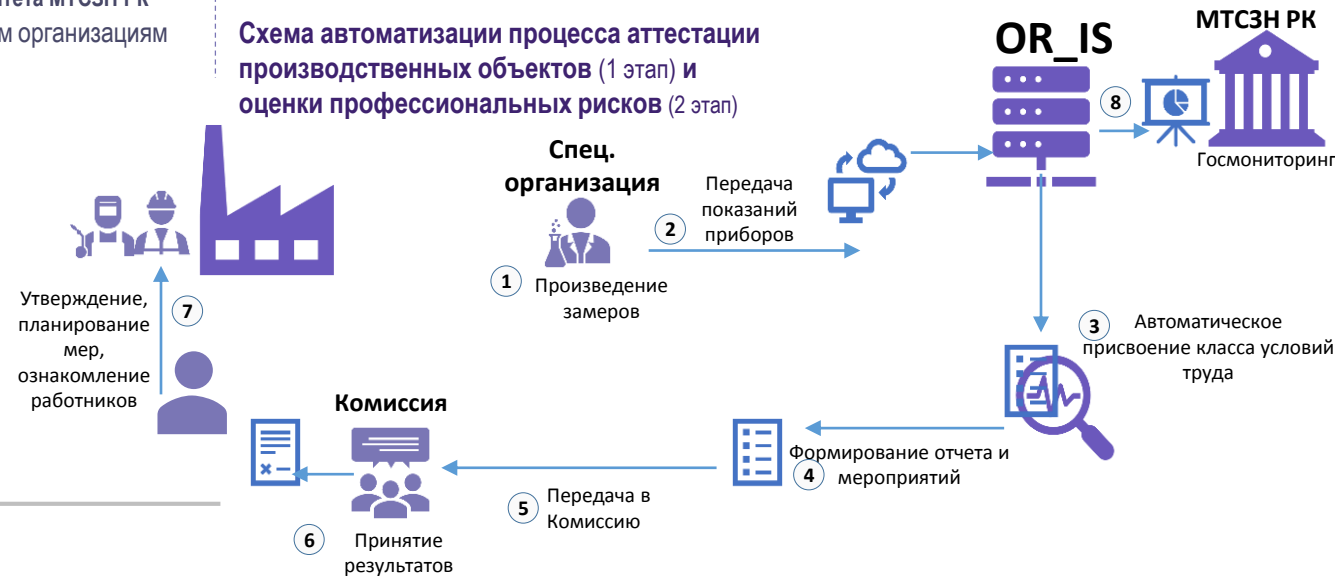 МТСЗН РК
м организациям
Схема автоматизации процесса аттестации
производственных объектов (1 этап) и
оценки профессиональных рисков (2 этап)
OR_IS
МТСЗН РК
8
Госмониторинг
Спец.
организация
1
Произведение
замеров
2
Передача
показаний
приборов
3
Автоматическое
присвоение класса условий
труда
4
Формирование отчета и
мероприятий
5
Передача в
Комиссию
Комиссия
6
Принятие
результатов
7
Утверждение,
планирование
мер,
ознакомление
работников